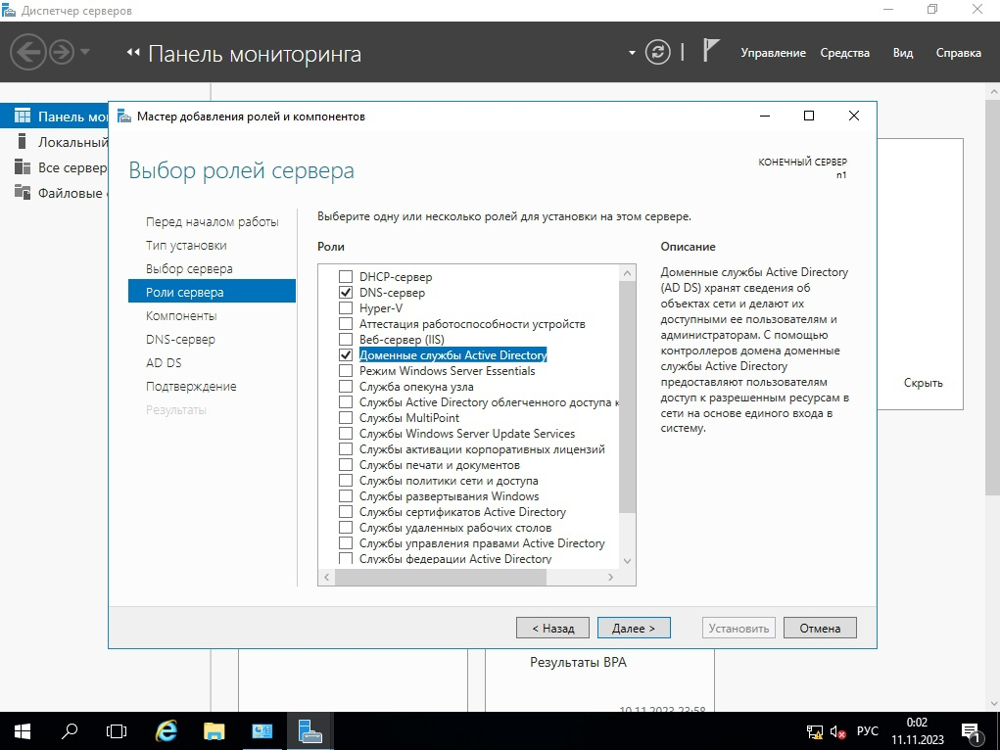 Диспетчер серверов
Панель мониторинга
Управление
Средства
Вид
Справка
Панель мо
Локальный
Все сервер
Файловые
Мастер добавления ролей и компонентов
Выбор ролей сервера
КОНЕЧНЫЙ СЕРВЕР
n1
Перед началом работы
Тип установки
Выбор сервера
Роли сервера
Компоненты
DNS-сервер
AD DS
Подтверждение
Результаты
Выберите одну или несколько ролей для установки на этом сервере.
Роли
DHCP-сервер
DNS-сервер
Hyper-V
Аттестация работоспособности устройств
Веб-сервер (IIS)
Доменные службы Active Directory
Режим Windows Server Essentials
Служба опекуна узла
Службы Active Directory облегченного доступа к
Службы MultiPoint
Службы Windows Server Update Services
Службы активации корпоративных лицензий
Службы печати и документов
Службы политики сети и доступа
Службы развертывания Windows
Службы сертификатов Active Directory
Службы удаленных рабочих столов
Службы управления правами Active Directory
Службы федерации Active Directory
Описание
Доменные службы Active Directory
(AD DS) хранят сведения об
объектах сети и делают их
доступными ее пользователям и
администраторам. С помощью
контроллеров домена доменные
службы Active Directory
предоставляют пользователям
доступ к разрешенным ресурсам в
сети на основе единого входа в
систему.
Скрыть
< Назад
Далее >
Установить
Отмена
Результаты BPA
10.11.2023 23:58
РУС
0:02
11.11.2023
1